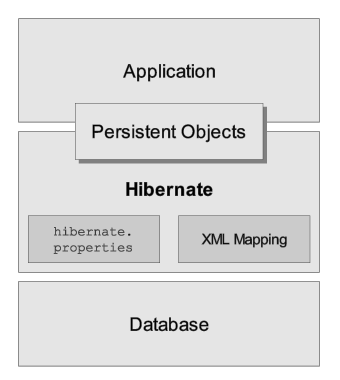 Application
Persistent Objects
Hibernate
hibernate.
properties
XML Mapping
Database